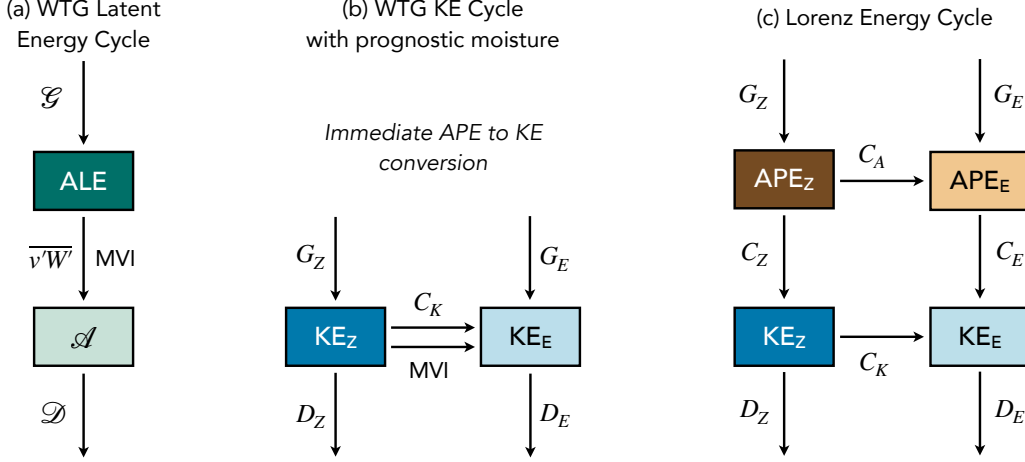 (a) WTG Latent
Energy Cycle
𝒢
ALE
v'W' MVI
𝒜
𝒟
(b) WTG KE Cycle
with prognostic moisture
Immediate APE to KE
conversion
G_Z G_E
C_K
KE_Z KE_E
MVI
D_Z D_E
(c) Lorenz Energy Cycle
G_Z G_E
C_A
APE_Z APE_E
C_Z C_E
KE_Z KE_E
C_K
D_Z D_E